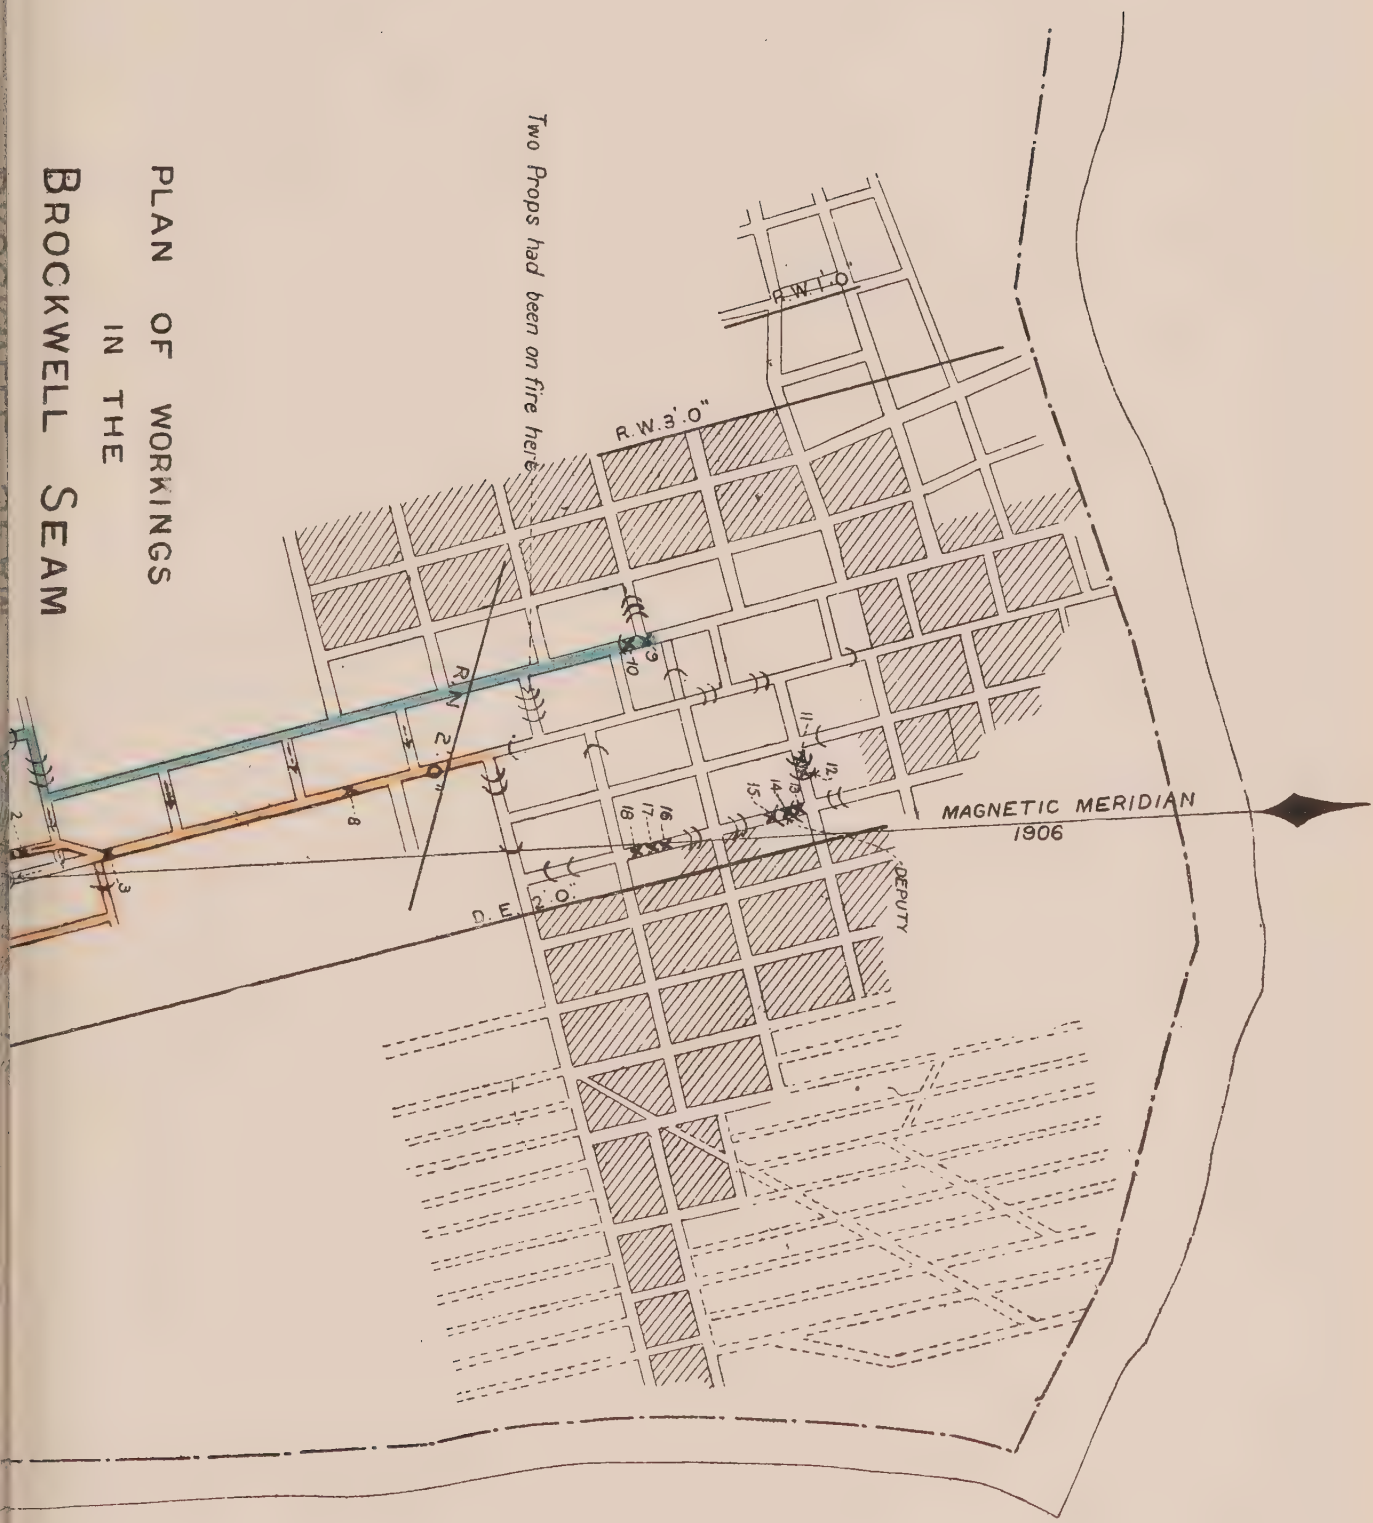 PLAN OF WORKINGS
IN THE
BROCKWELL SEAM
Two Props had been on fire here
R.W.1'.0"
R.W.3'.0"
9
10
R N 2'.0"
11
12
13
14
15
16
17
18
8
3
2
D.E. 2'.0"
DEPUTY
MAGNETIC MERIDIAN
1906